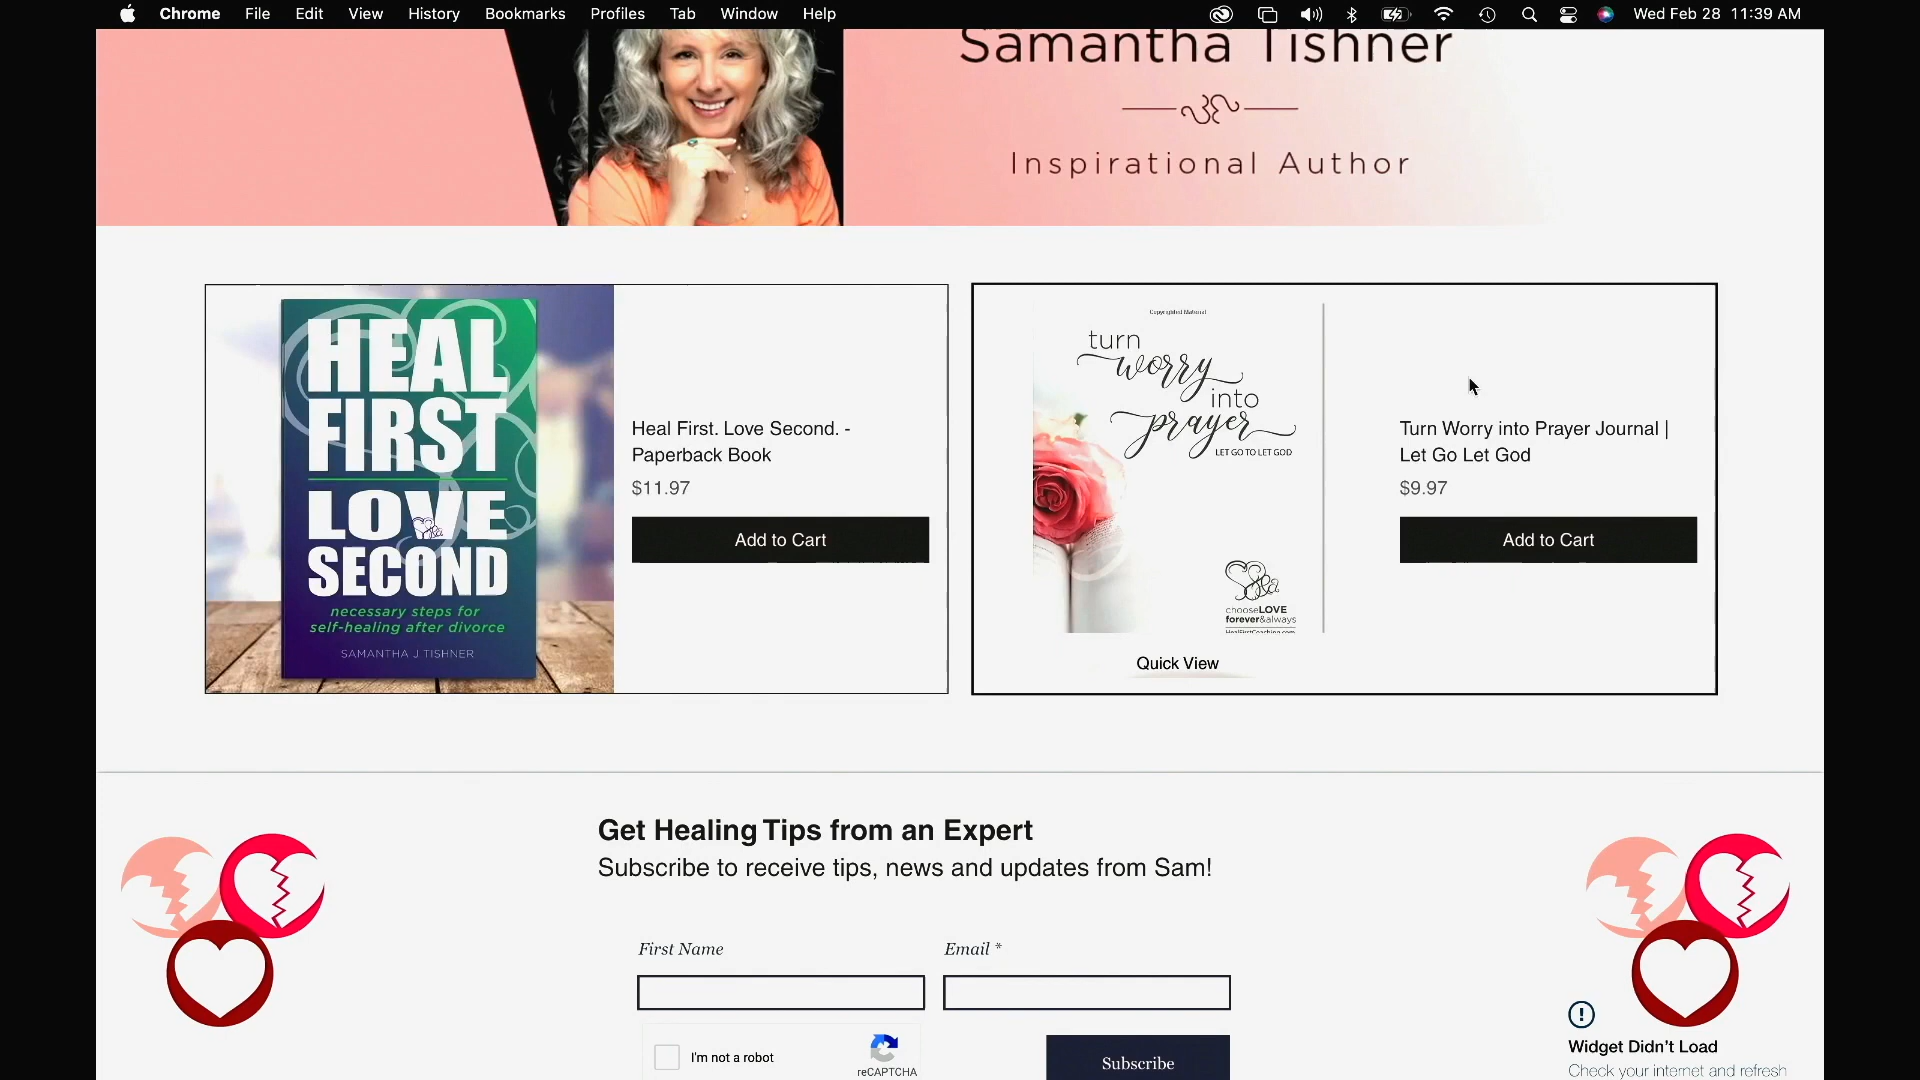 Chrome File Edit View History Bookmarks Profiles Tab Window Help Wed Feb 28 11:39 AM
Samantha Tishner
Inspirational Author
HEAL
FIRST
LOVE
SECOND
necessary steps for
self-healing after divorce
SAMANTHA J TISHNER
Heal First. Love Second. -
Paperback Book
$11.97
Add to Cart
Copyrighted Material
turn
worry
into
prayer
LET GO TO LET GOD
chooseLOVE
forever&always
HealFirstCoaching.com
Quick View
Turn Worry into Prayer Journal |
Let Go Let God
$9.97
Add to Cart
Get Healing Tips from an Expert
Subscribe to receive tips, news and updates from Sam!
First Name
Email *
I'm not a robot
reCAPTCHA
Subscribe
Widget Didn't Load
Check your internet and refresh